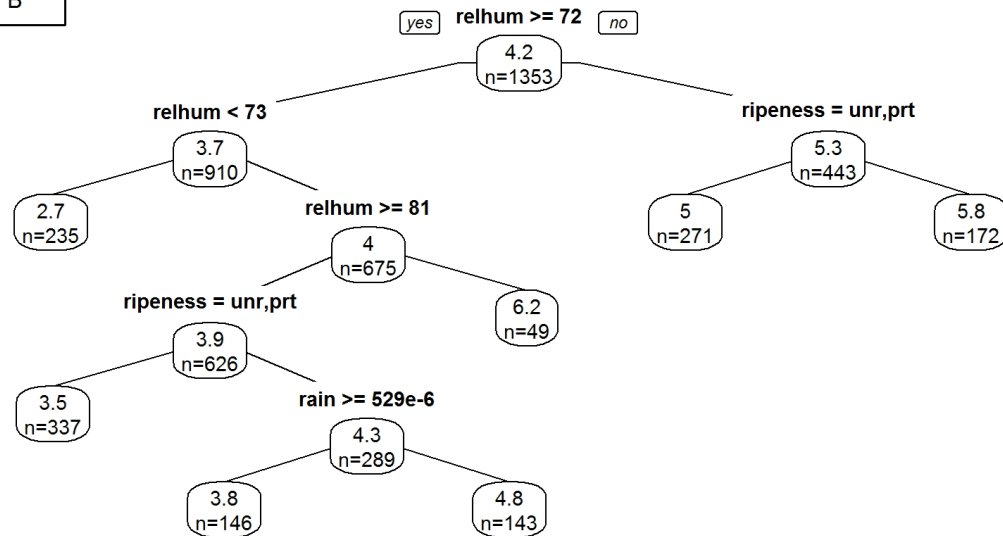 B
yes relhum >= 72 no
4.2
n=1353
relhum < 73
3.7
n=910
ripeness = unr,prt
5.3
n=443
2.7
n=235
relhum >= 81
4
n=675
5
n=271
5.8
n=172
ripeness = unr,prt
3.9
n=626
6.2
n=49
3.5
n=337
rain >= 529e-6
4.3
n=289
3.8
n=146
4.8
n=143